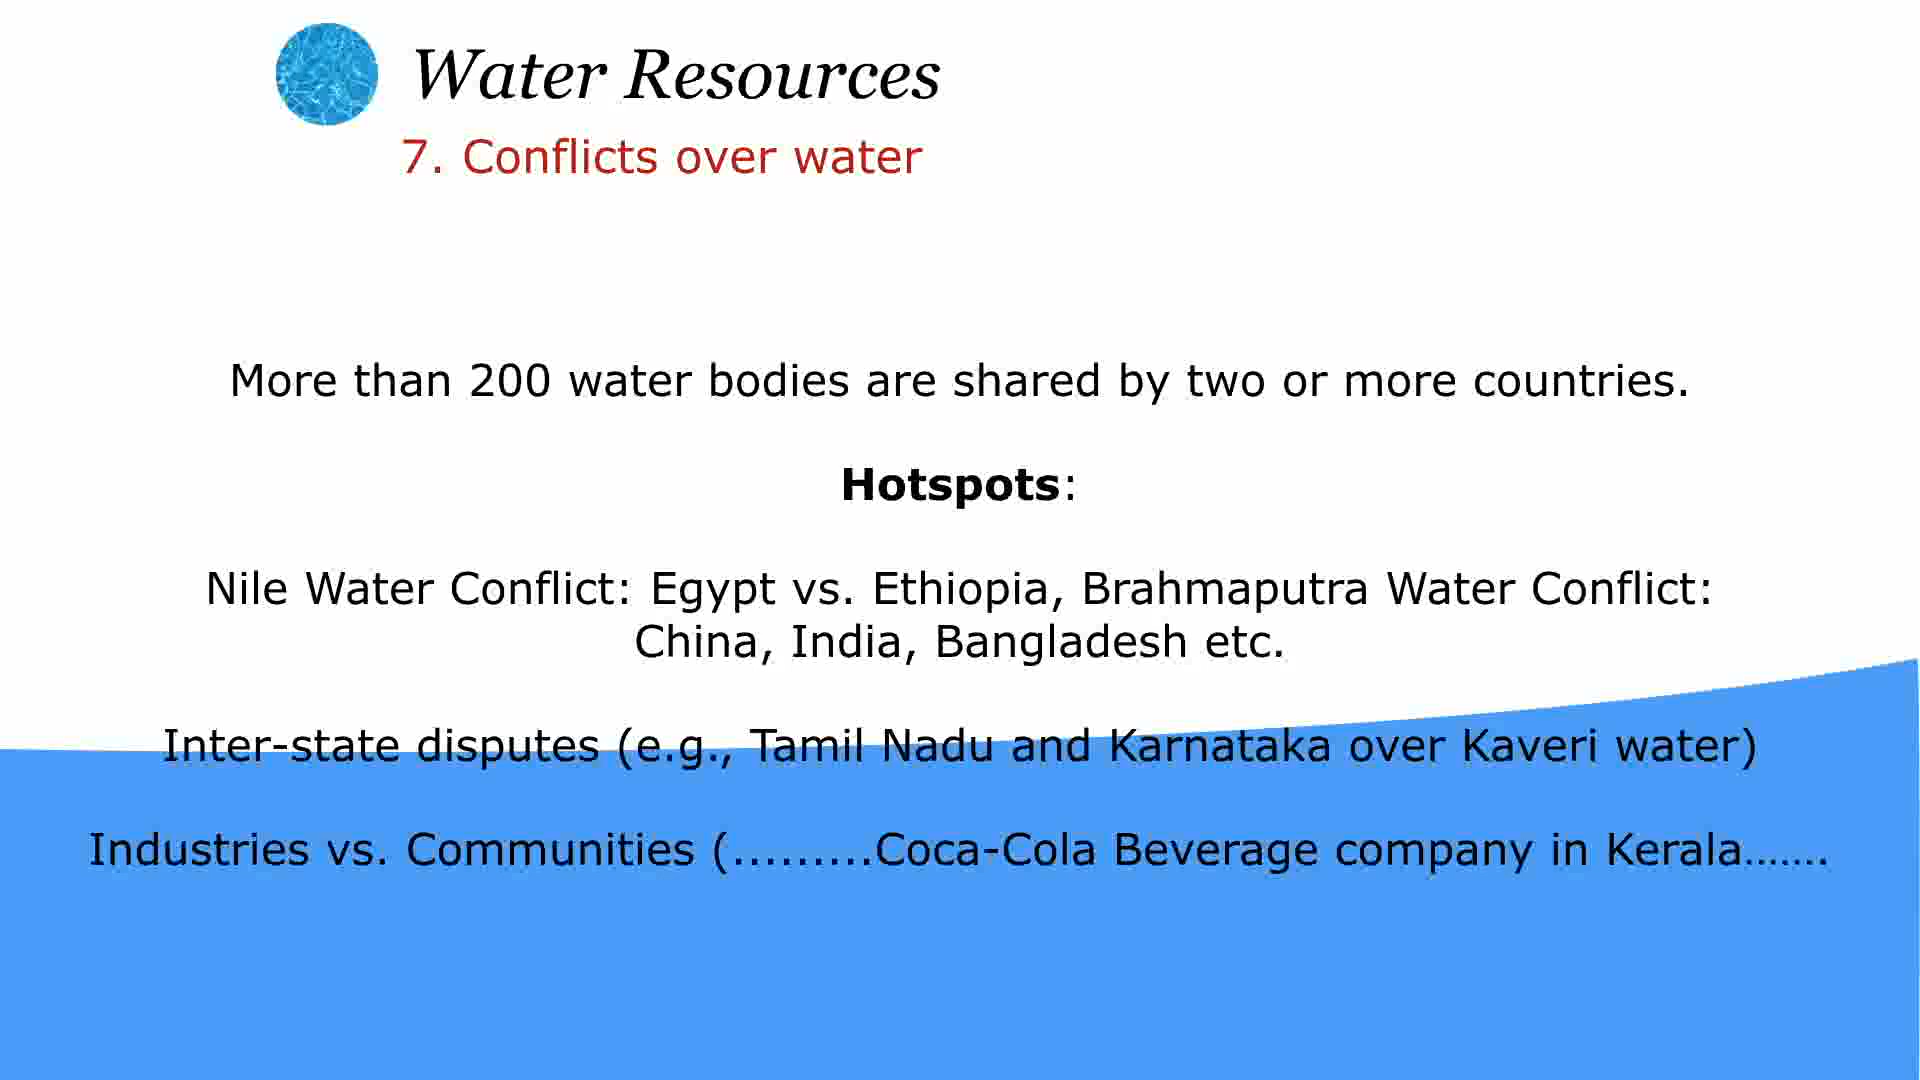 Water Resources
7. Conflicts over water
More than 200 water bodies are shared by two or more countries.
Hotspots:
Nile Water Conflict: Egypt vs. Ethiopia, Brahmaputra Water Conflict:
China, India, Bangladesh etc.
Inter-state disputes (e.g., Tamil Nadu and Karnataka over Kaveri water)
Industries vs. Communities (.........Coca-Cola Beverage company in Kerala…….